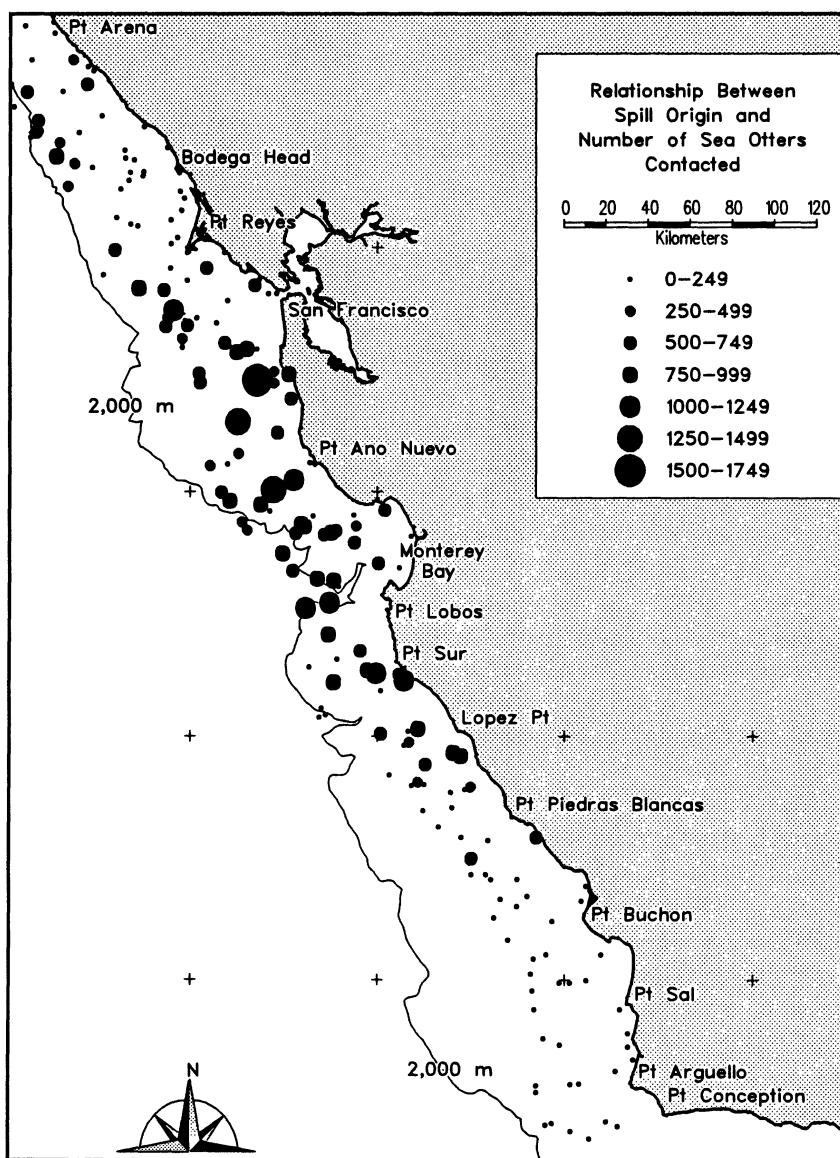 Pt Arena
Relationship Between
Spill Origin and
Number of Sea Otters
Contacted
Bodega Head
0 20 40 60 80 100 120
Pt Reyes
Kilometers
0-249
San Francisco
250-499
500-749
750-999
2,000 m
1000-1249
1250-1499
Pt Ano Nuevo
1500-1749
Monterey
Bay
Pt Lobos
Pt Sur
Lopez Pt
Pt Piedras Blancas
Pt Buchon
Pt Sal
2,000 m
Pt Arguello
N
Pt Conception